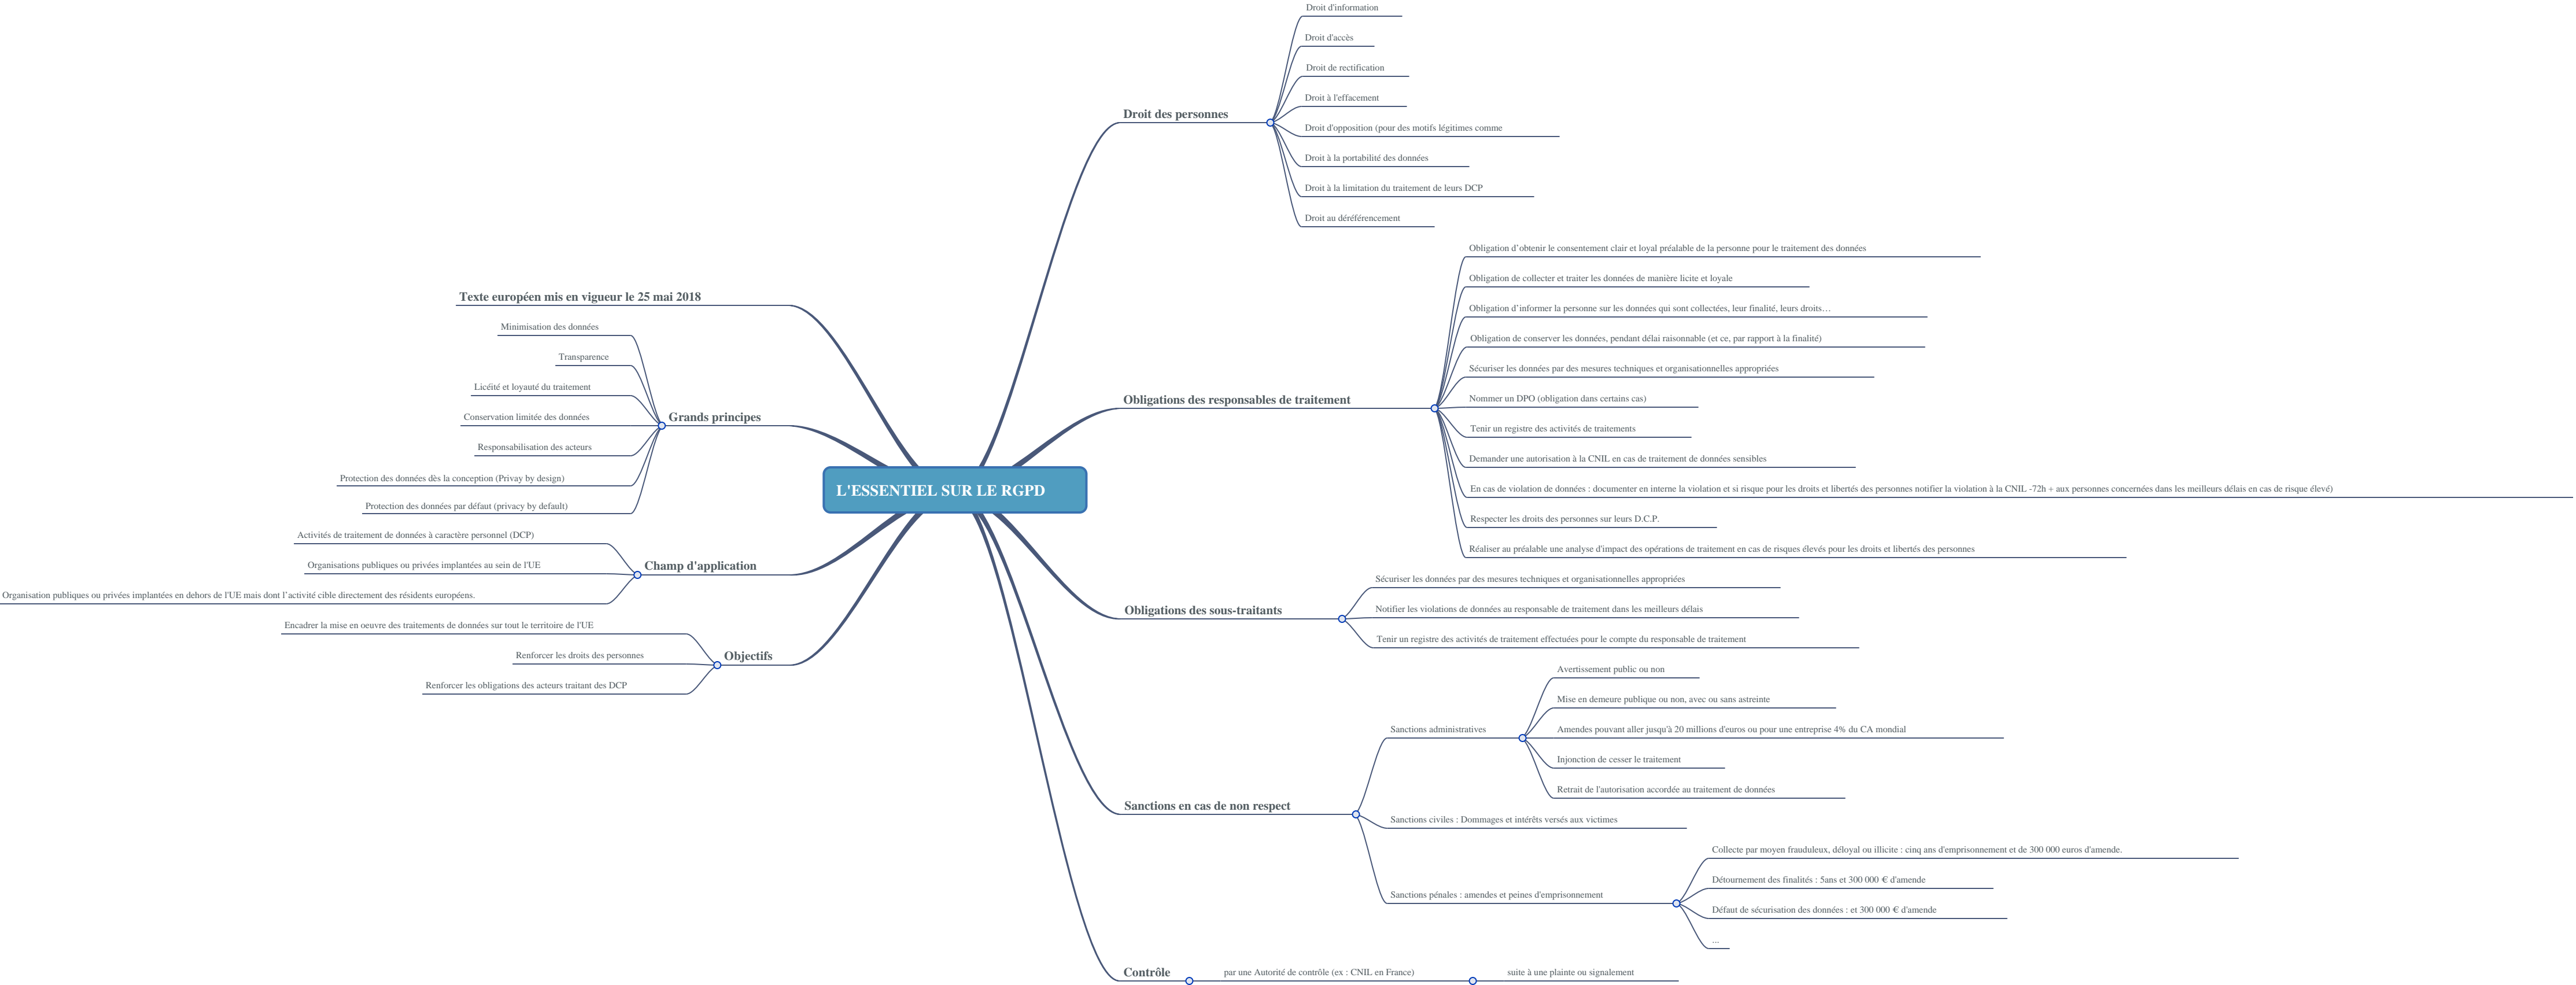 L'ESSENTIEL SUR LE RGPD
Droit des personnes
Droit d'information
Droit d'accès
Droit de rectification
Droit à l'effacement
Droit d'opposition (pour des motifs légitimes comme
Droit à la portabilité des données
Droit à la limitation du traitement de leurs DCP
Droit au déréférencement
Obligations des responsables de traitement
Obligation d’obtenir le consentement clair et loyal préalable de la personne pour le traitement des données
Obligation de collecter et traiter les données de manière licite et loyale
Obligation d’informer la personne sur les données qui sont collectées, leur finalité, leurs droits…
Obligation de conserver les données, pendant délai raisonnable (et ce, par rapport à la finalité)
Sécuriser les données par des mesures techniques et organisationnelles appropriées
Nommer un DPO (obligation dans certains cas)
Tenir un registre des activités de traitements
Demander une autorisation à la CNIL en cas de traitement de données sensibles
En cas de violation de données : documenter en interne la violation et si risque pour les droits et libertés des personnes notifier la violation à la CNIL -72h + aux personnes concernées dans les meilleurs délais en cas de risque élevé)
Respecter les droits des personnes sur leurs D.C.P.
Réaliser au préalable une analyse d'impact des opérations de traitement en cas de risques élevés pour les droits et libertés des personnes
Obligations des sous-traitants
Sécuriser les données par des mesures techniques et organisationnelles appropriées
Notifier les violations de données au responsable de traitement dans les meilleurs délais
Tenir un registre des activités de traitement effectuées pour le compte du responsable de traitement
Sanctions en cas de non respect
Sanctions administratives
Avertissement public ou non
Mise en demeure publique ou non, avec ou sans astreinte
Amendes pouvant aller jusqu'à 20 millions d'euros ou pour une entreprise 4% du CA mondial
Injonction de cesser le traitement
Retrait de l'autorisation accordée au traitement de données
Sanctions civiles : Dommages et intérêts versés aux victimes
Sanctions pénales : amendes et peines d'emprisonnement
Collecte par moyen frauduleux, déloyal ou illicite : cinq ans d'emprisonnement et de 300 000 euros d'amende.
Détournement des finalités : 5ans et 300 000 € d'amende
Défaut de sécurisation des données : et 300 000 € d'amende
...
Contrôle
par une Autorité de contrôle (ex : CNIL en France)
suite à une plainte ou signalement
Texte européen mis en vigueur le 25 mai 2018
Grands principes
Minimisation des données
Transparence
Licéité et loyauté du traitement
Conservation limitée des données
Responsabilisation des acteurs
Protection des données dès la conception (Privay by design)
Protection des données par défaut (privacy by default)
Champ d'application
Activités de traitement de données à caractère personnel (DCP)
Organisations publiques ou privées implantées au sein de l'UE
Organisation publiques ou privées implantées en dehors de l'UE mais dont l’activité cible directement des résidents européens.
Objectifs
Encadrer la mise en oeuvre des traitements de données sur tout le territoire de l'UE
Renforcer les droits des personnes
Renforcer les obligations des acteurs traitant des DCP